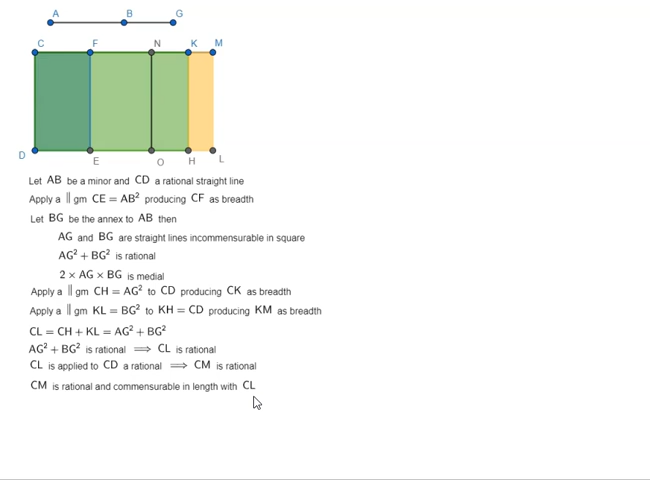 A B G
C F N K M
D E O H L
Let AB be a minor and CD a rational straight line
Apply a ∥ gm CE = AB² producing CF as breadth
Let BG be the annex to AB then
AG and BG are straight lines incommensurable in square
AG² + BG² is rational
2 × AG × BG is medial
Apply a ∥ gm CH = AG² to CD producing CK as breadth
Apply a ∥ gm KL = BG² to KH = CD producing KM as breadth
CL = CH + KL = AG² + BG²
AG² + BG² is rational ⟹ CL is rational
CL is applied to CD a rational ⟹ CM is rational
CM is rational and commensurable in length with CL